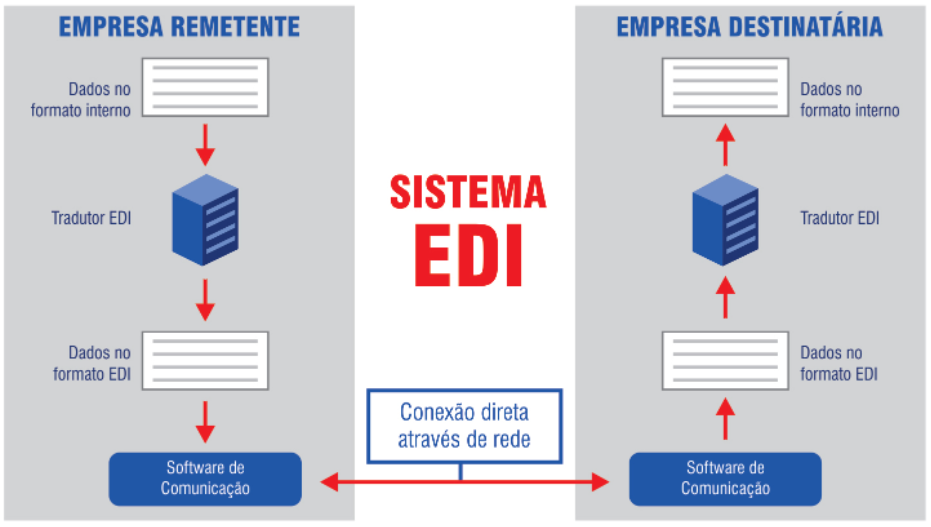 EMPRESA REMETENTE
Dados no
formato interno
Tradutor EDI
Dados no
formato EDI
Software de
Comunicação
SISTEMA
EDI
Conexão direta
através de rede
EMPRESA DESTINATÁRIA
Dados no
formato interno
Tradutor EDI
Dados no
formato EDI
Software de
Comunicação